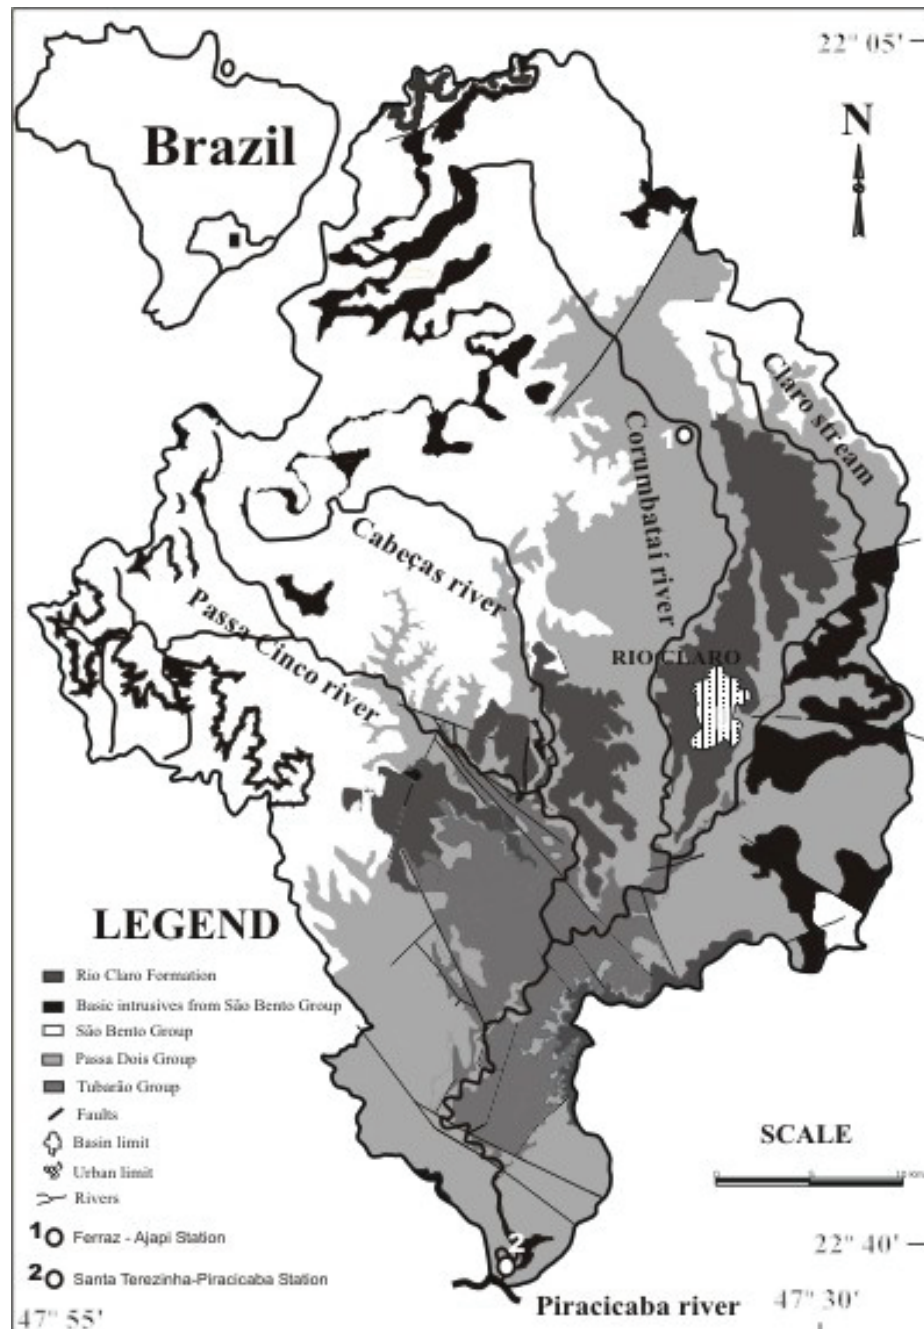 22° 05'
Brazil
N
Claro stream
1
Corumbataí river
Cabeças river
Passa Cinco river
RIO CLARO
LEGEND
Rio Claro Formation
Basic intrusives from São Bento Group
São Bento Group
Passa Dois Group
Tubarão Group
Faults
Basin limit
Urban limit
Rivers
1 Ferraz - Ajapi Station
2 Santa Terezinha-Piracicaba Station
SCALE
2
22° 40'
Piracicaba river
47° 30'
47° 55'